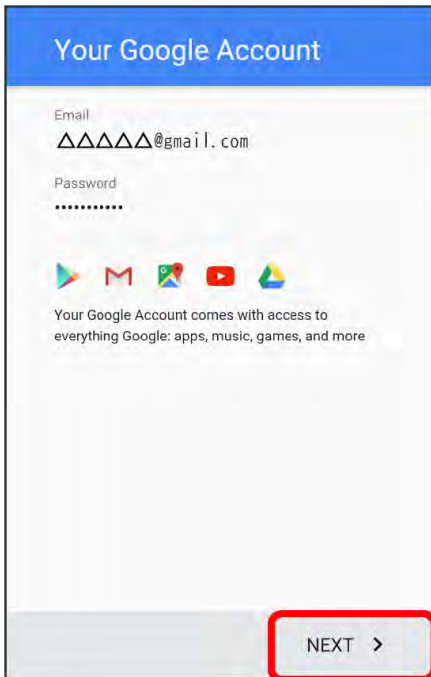 Your Google Account
Email
△△△△△@gmail.com
Password
•••••••••••
Your Google Account comes with access to
everything Google: apps, music, games, and more
NEXT >